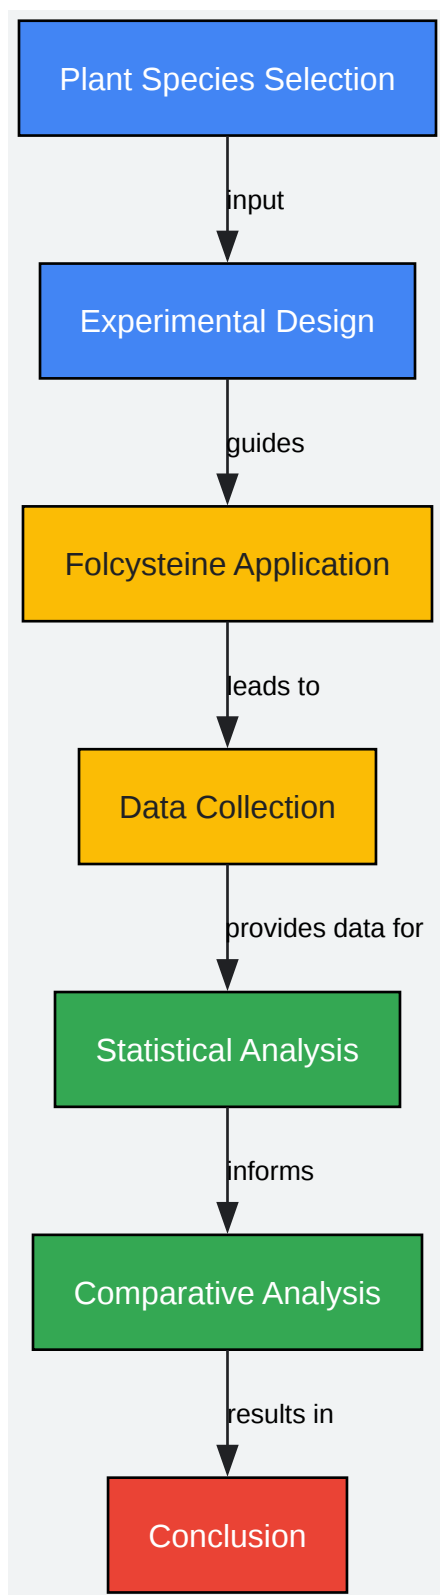 Plant Species Selection
input
Experimental Design
guides
Folcysteine Application
leads to
Data Collection
provides data for
Statistical Analysis
informs
Comparative Analysis
results in
Conclusion